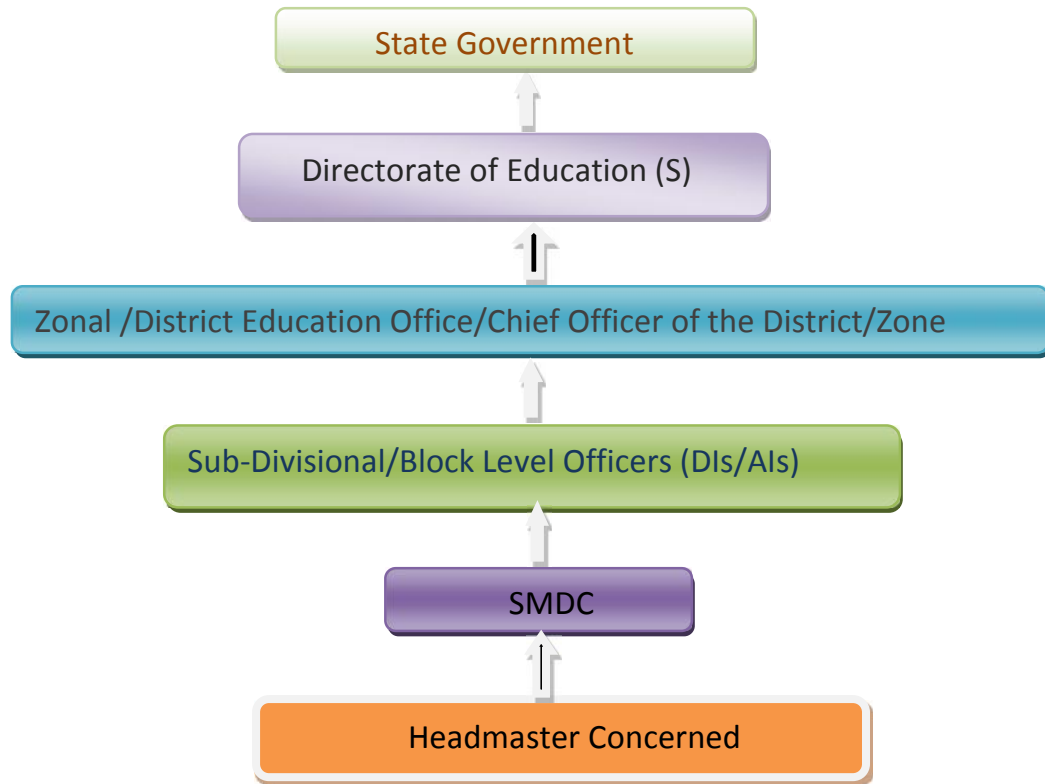 State Government
Directorate of Education (S)
Zonal /District Education Office/Chief Officer of the District/Zone
Sub-Divisional/Block Level Officers (DIs/AIs)
SMDC
Headmaster Concerned